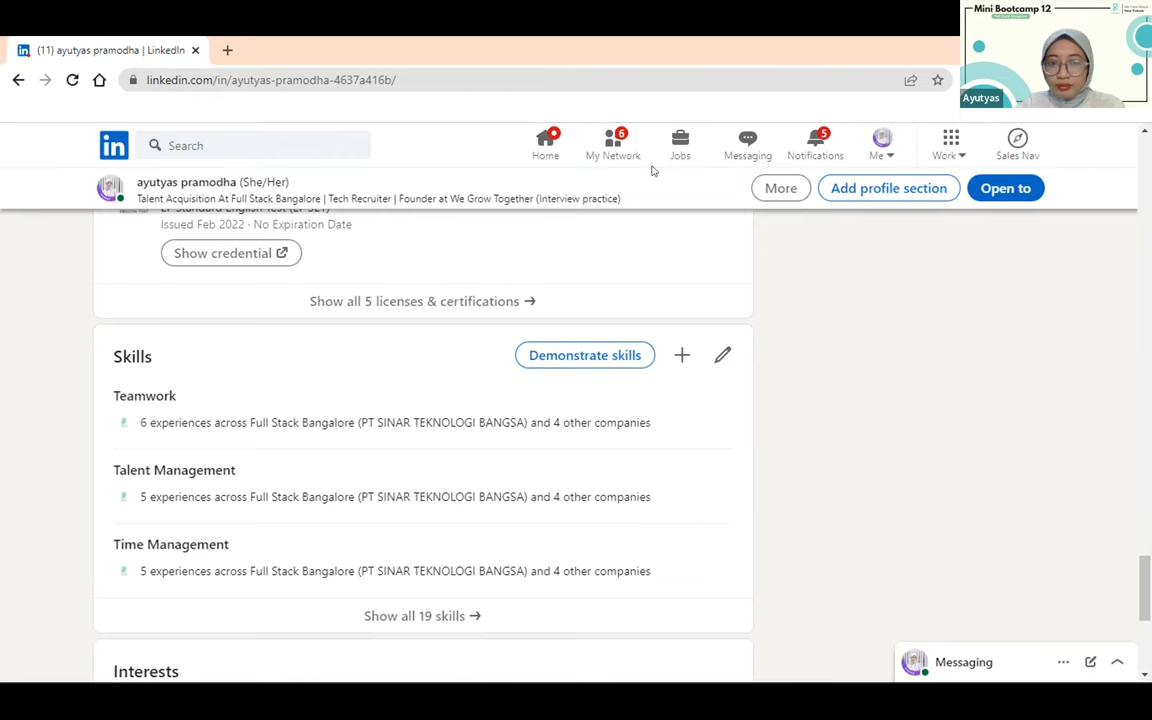 Mini Bootcamp 12
(11) ayutyas pramodha | LinkedIn
linkedin.com/in/ayutyas-pramodha-4637a416b/
Ayutyas
in
Search
Home
6
My Network
Jobs
Messaging
5
Notifications
Me
Work
Sales Nav
ayutyas pramodha (She/Her)
Talent Acquisition At Full Stack Bangalore | Tech Recruiter | Founder at We Grow Together (Interview practice)
More
Add profile section
Open to
Issued Feb 2022 · No Expiration Date
Show credential
Show all 5 licenses & certifications →
Skills
Demonstrate skills
Teamwork
6 experiences across Full Stack Bangalore (PT SINAR TEKNOLOGI BANGSA) and 4 other companies
Talent Management
5 experiences across Full Stack Bangalore (PT SINAR TEKNOLOGI BANGSA) and 4 other companies
Time Management
5 experiences across Full Stack Bangalore (PT SINAR TEKNOLOGI BANGSA) and 4 other companies
Show all 19 skills →
Interests
Messaging